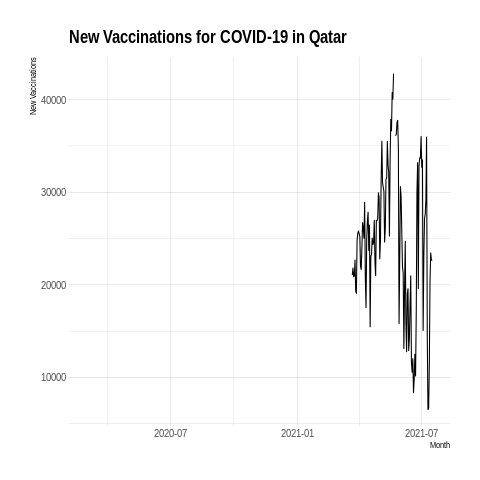 New Vaccinations for COVID-19 in Qatar
New Vaccinations
40000
30000
20000
10000
2020-07
2021-01
2021-07
Month